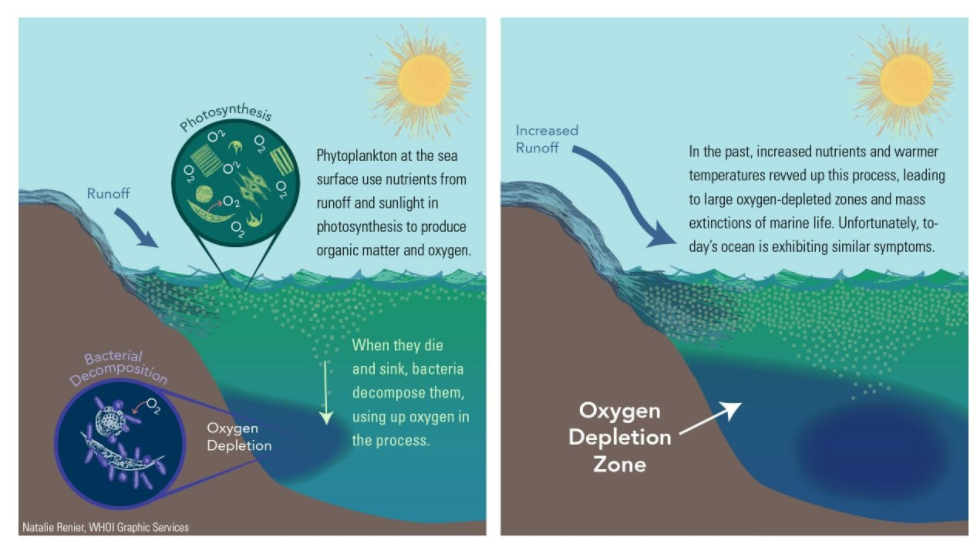 Photosynthesis
O2
O2
O2
O2
O2
O2
O2
Runoff
Phytoplankton at the sea
surface use nutrients from
runoff and sunlight in
photosynthesis to produce
organic matter and oxygen.
When they die
and sink, bacteria
decompose them,
using up oxygen in
the process.
Bacterial
Decomposition
O2
Oxygen
Depletion
Natalie Renier, WHOI Graphic Services
Increased
Runoff
In the past, increased nutrients and warmer
temperatures revved up this process, leading
to large oxygen-depleted zones and mass
extinctions of marine life. Unfortunately, to-
day's ocean is exhibiting similar symptoms.
Oxygen
Depletion
Zone